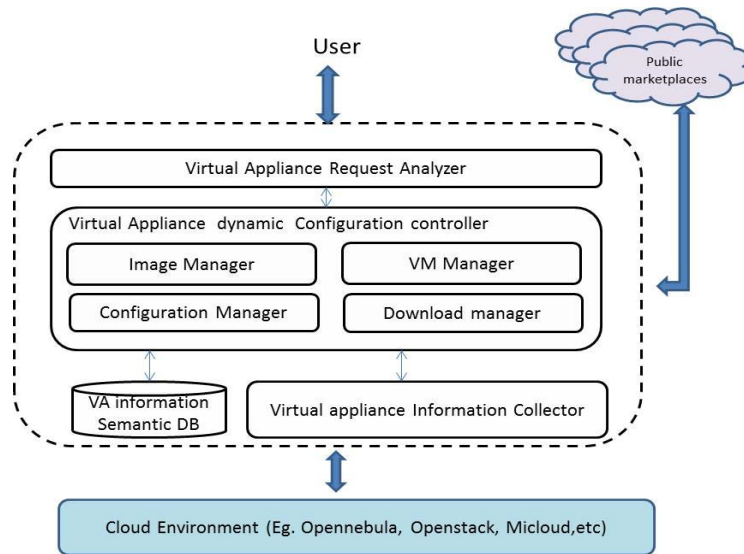 User
Public
marketplaces
Virtual Appliance Request Analyzer
Virtual Appliance dynamic Configuration controller
Image Manager
VM Manager
Configuration Manager
Download manager
VA information
Semantic DB
Virtual appliance Information Collector
Cloud Environment (Eg. Opennebula, Openstack, Micloud,etc)